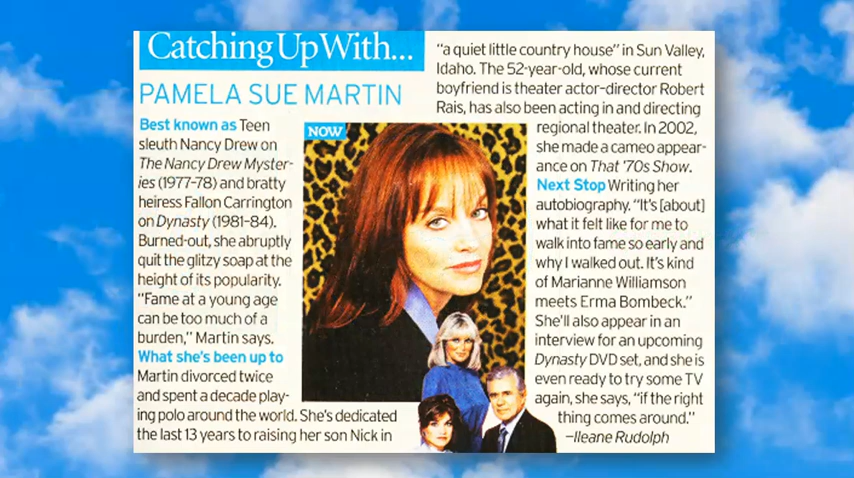 Catching Up With...
PAMELA SUE MARTIN
Best known as Teen
sleuth Nancy Drew on
The Nancy Drew Myster-
ies (1977–78) and bratty
heiress Fallon Carrington
on Dynasty (1981–84).
Burned-out, she abruptly
quit the glitzy soap at the
height of its popularity.
“Fame at a young age
can be too much of a
burden,” Martin says.
What she's been up to
Martin divorced twice
and spent a decade play-
ing polo around the world. She's dedicated
the last 13 years to raising her son Nick in
NOW
“a quiet little country house” in Sun Valley,
Idaho. The 52-year-old, whose current
boyfriend is theater actor-director Robert
Rais, has also been acting in and directing
regional theater. In 2002,
she made a cameo appear-
ance on That '70s Show.
Next Stop Writing her
autobiography. “It's [about]
what it felt like for me to
walk into fame so early and
why I walked out. It's kind
of Marianne Williamson
meets Erma Bombeck.”
She'll also appear in an
interview for an upcoming
Dynasty DVD set, and she is
even ready to try some TV
again, she says, “if the right
thing comes around.”
—Ileane Rudolph